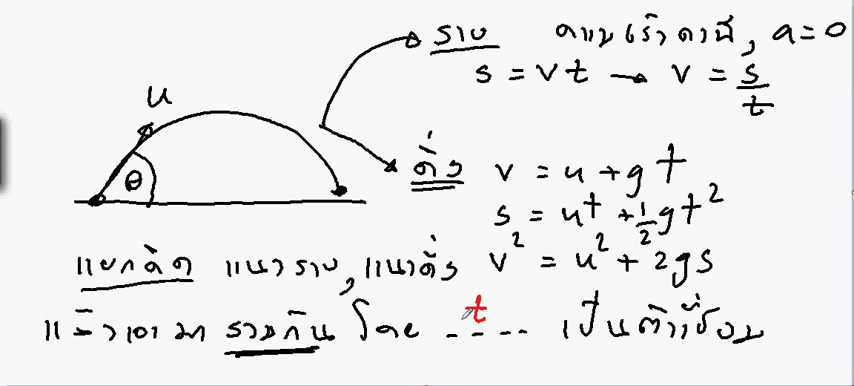 ราบ ความเร็วคงที่, a=0
s = vt → v = s/t
u
θ
ดิ่ง v = u + gt
s = ut + ½gt²
แยกคิด แนวราบ, แนวดิ่ง v² = u² + 2gs
แล้วเอามา รวมกัน โดย ..t.. เป็นตัวเชื่อม